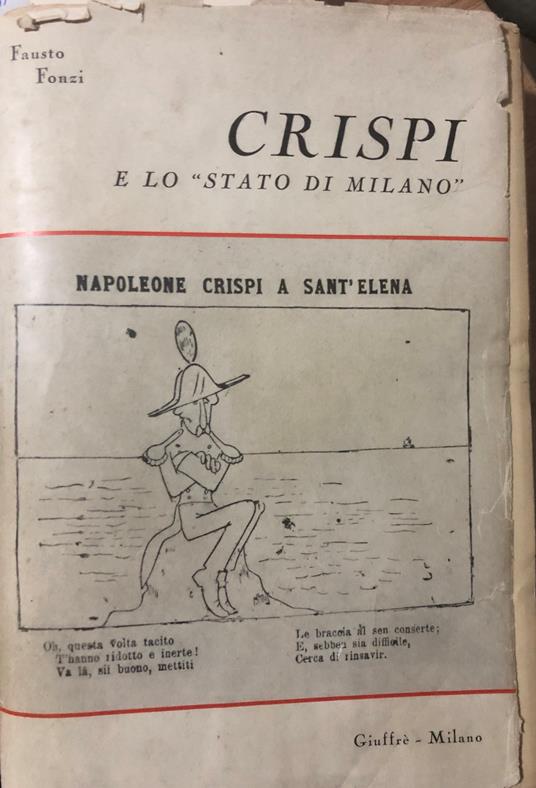 Fausto
Fonzi
CRISPI
E LO "STATO DI MILANO"
NAPOLEONE CRISPI A SANT'ELENA
Oh, questa volta tacito
T'hanno ridotto e inerte!
Va là, sii buono, mettiti
Le braccia al sen conserte;
E, sebben sia difficile,
Cerca di rinsavir.
Giuffrè - Milano